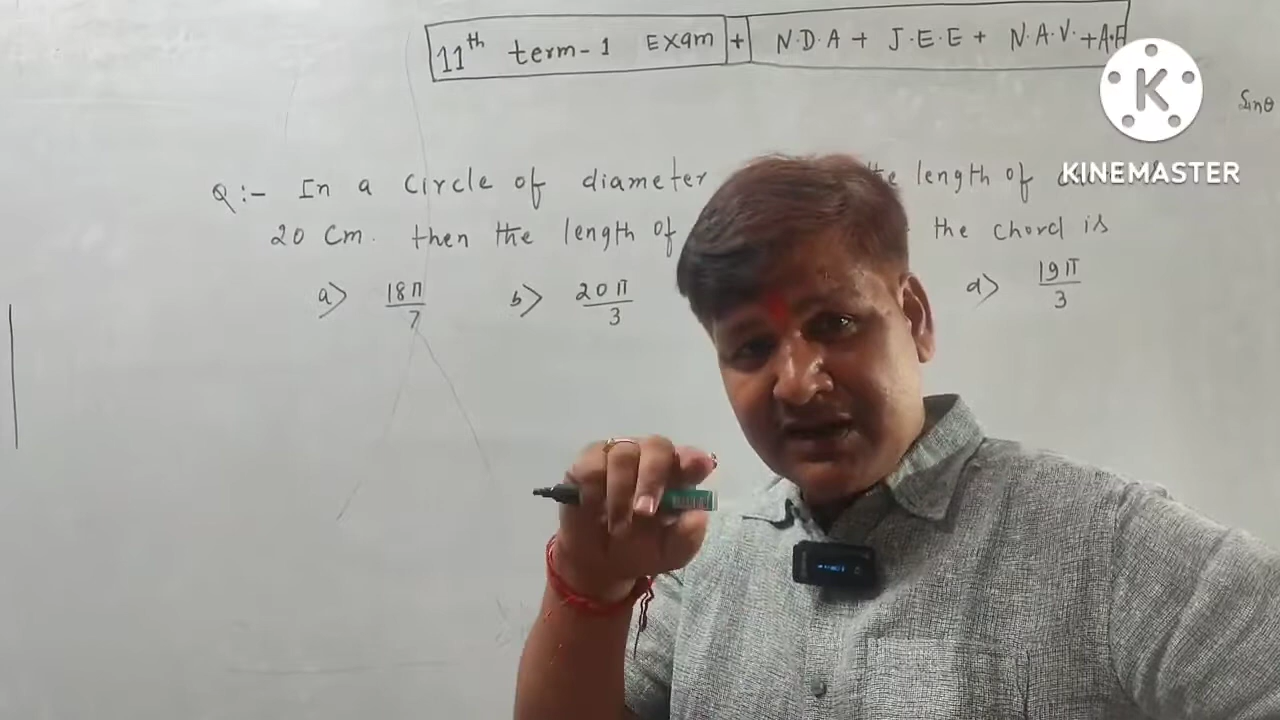 11th term-1 Exam + N.D.A + J.E.E + N.A.V. +A.F
Sinθ
K
KINEMASTER
Q:- In a Circle of diameter the length of
20 Cm. then the length of the chord is
a> 18π/7 b> 20π/3 d> 19π/3